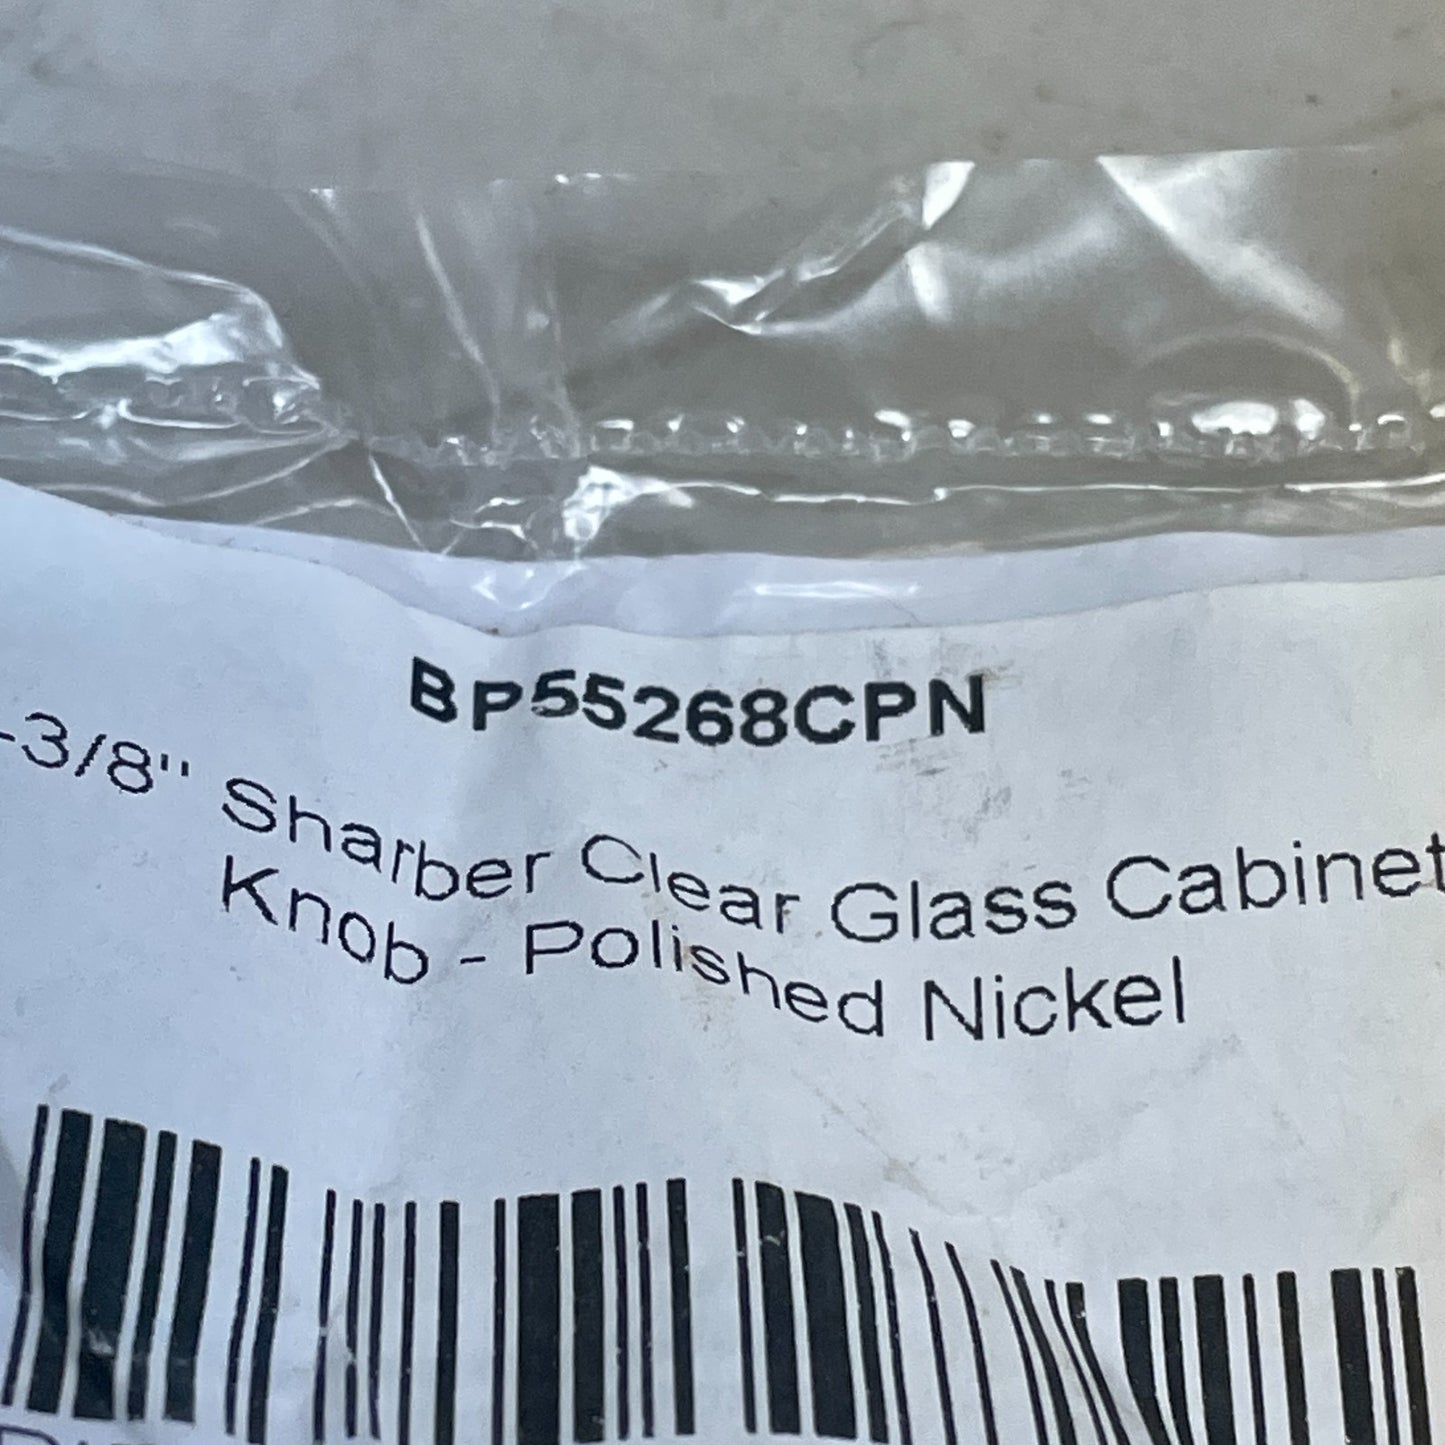 BP55268CPN
-3/8" Sharber Clear Glass Cabinet
Knob - Polished Nickel